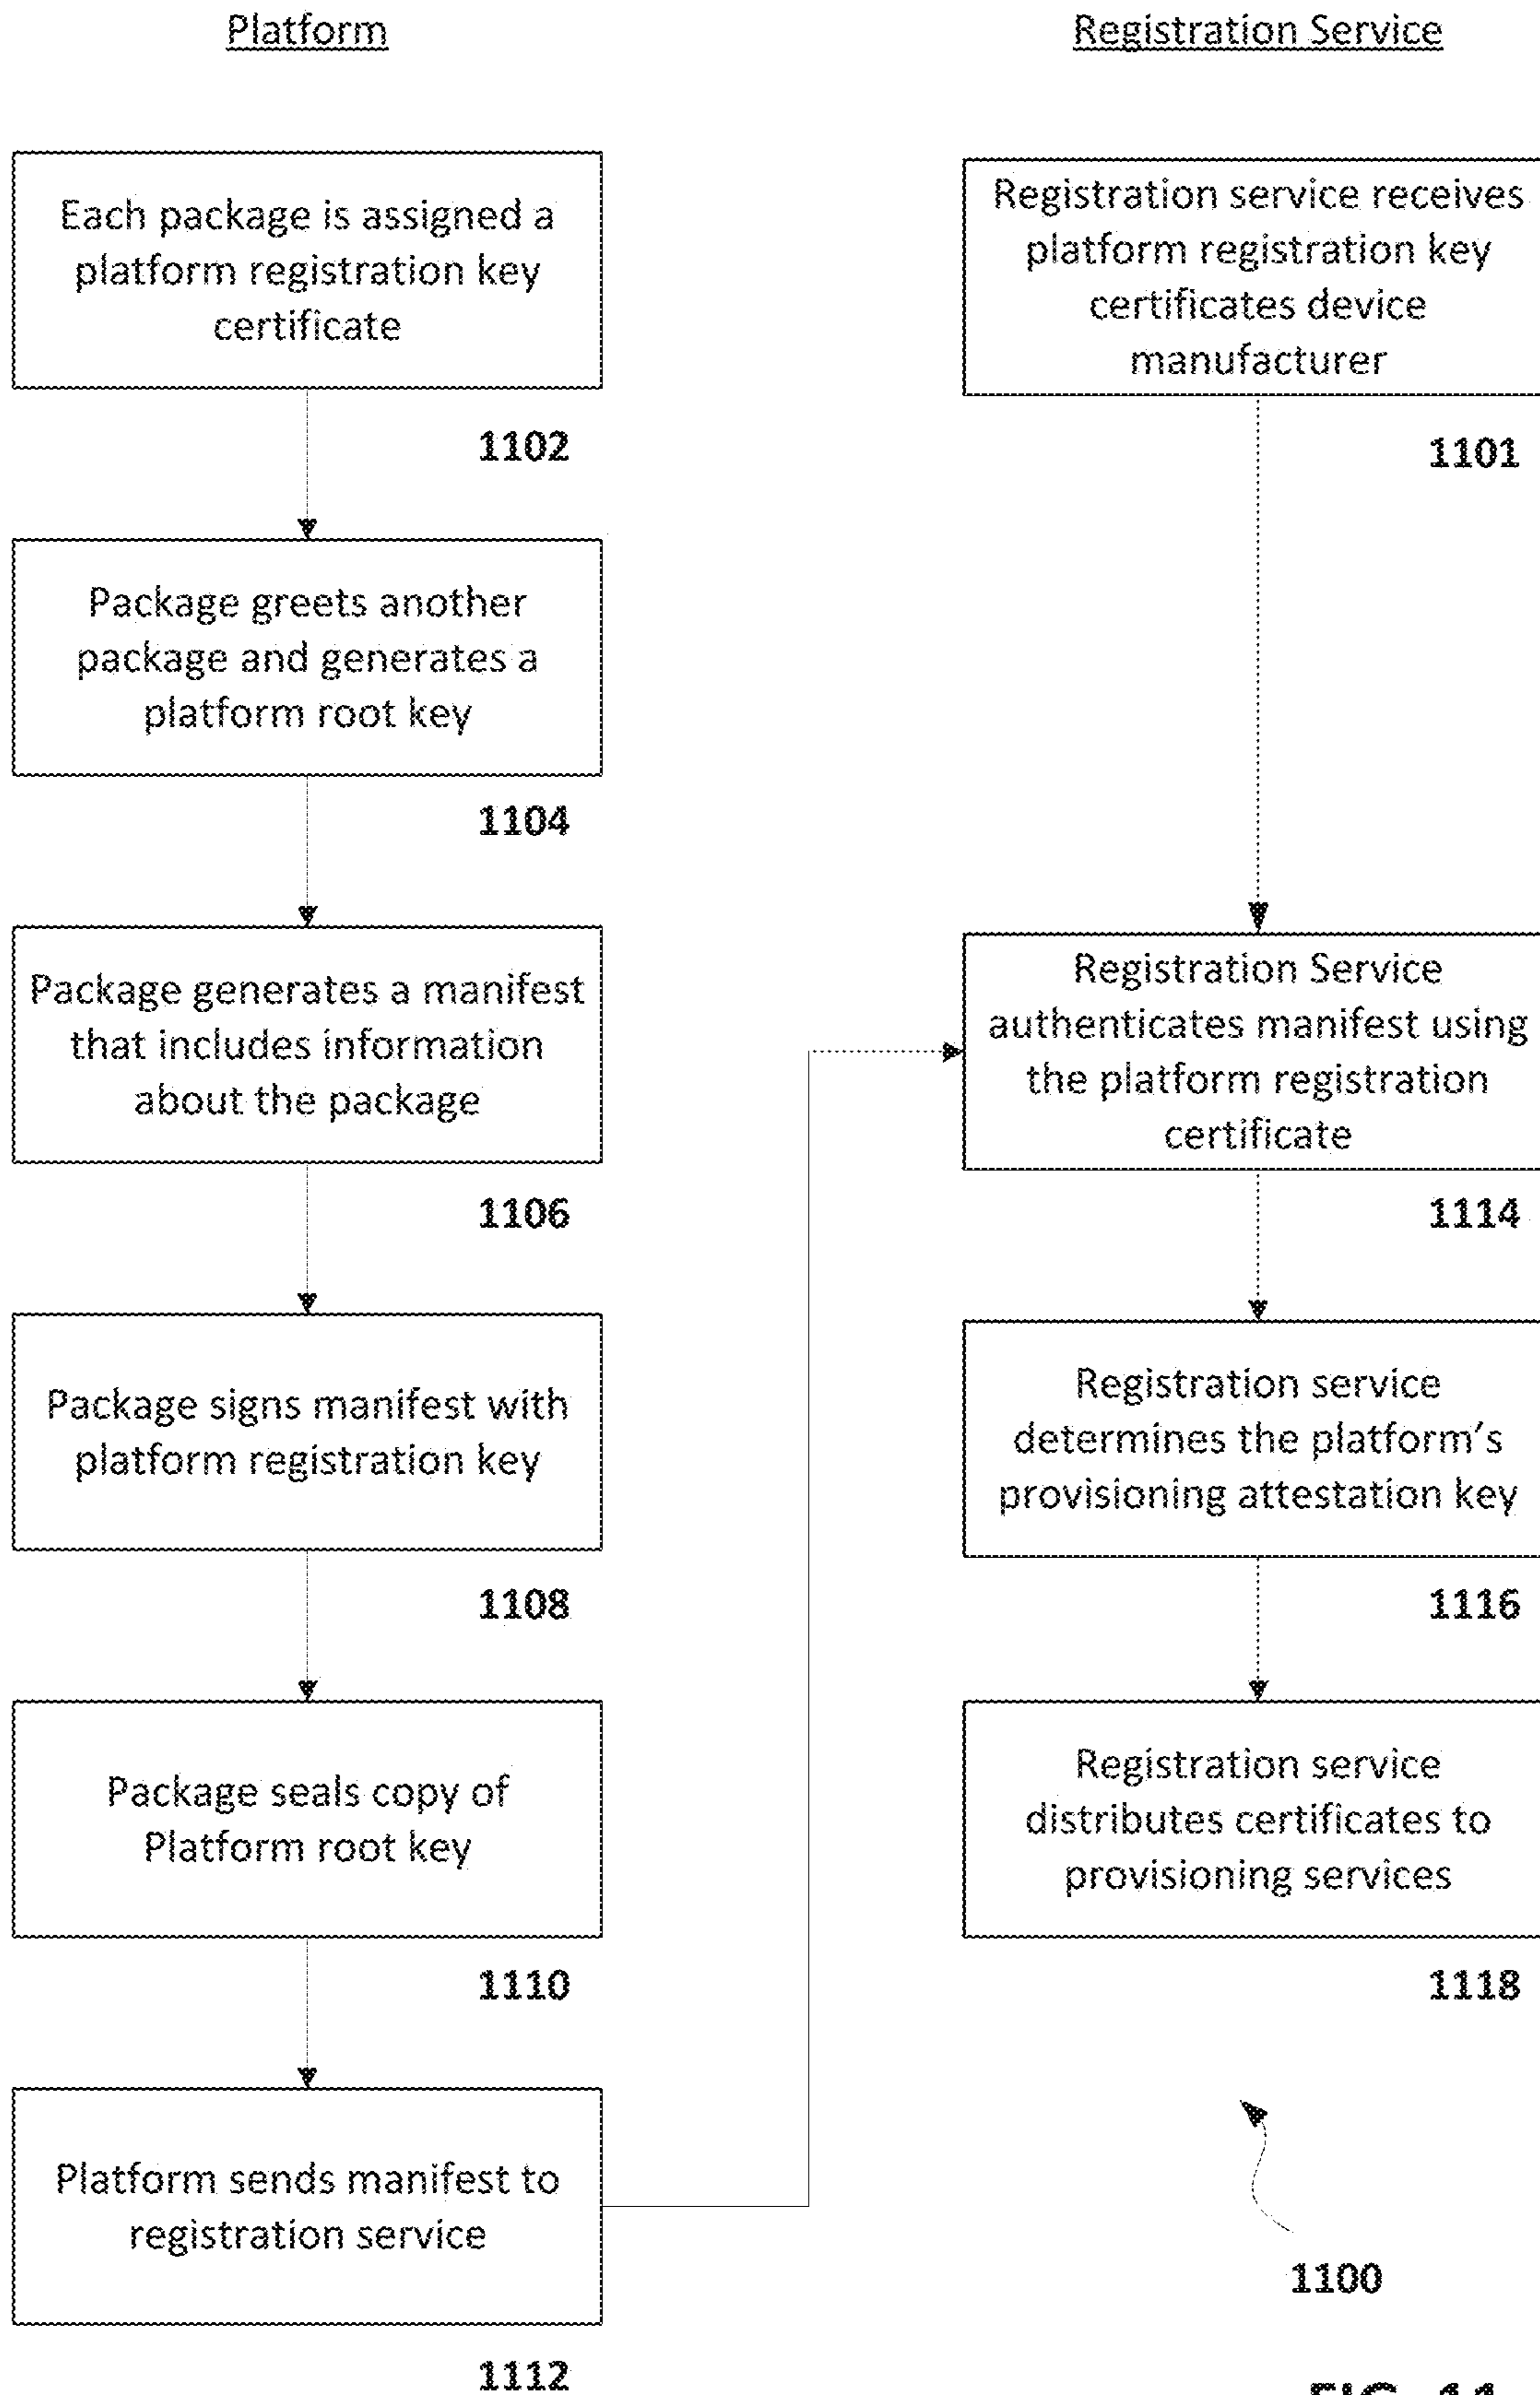 Platform
Each package is assigned a
platform registration key
certificate
1102
Package greets another
package and generates a
platform root key
1104
Package generates a manifest
that includes information
about the package
1106
Package signs manifest with
platform registration key
1108
Package seals copy of
Platform root key
1110
Platform sends manifest to
registration service
1112
Registration Service
Registration service receives
platform registration key
certificates device
manufacturer
1101
Registration Service
authenticates manifest using
the platform registration
certificate
1114
Registration service
determines the platform's
provisioning attestation key
1116
Registration service
distributes certificates to
provisioning services
1118
1100
FIG. 11